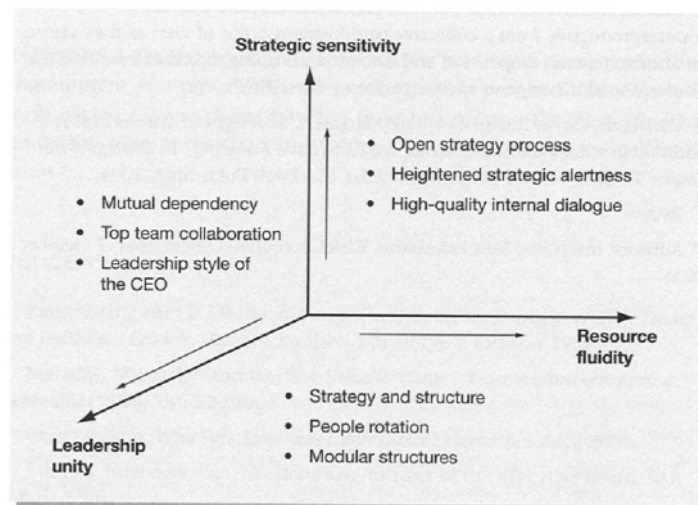 Strategic sensitivity
• Open strategy process
• Heightened strategic alertness
• High-quality internal dialogue
• Mutual dependency
• Top team collaboration
• Leadership style of
the CEO
Resource
fluidity
• Strategy and structure
• People rotation
• Modular structures
Leadership
unity